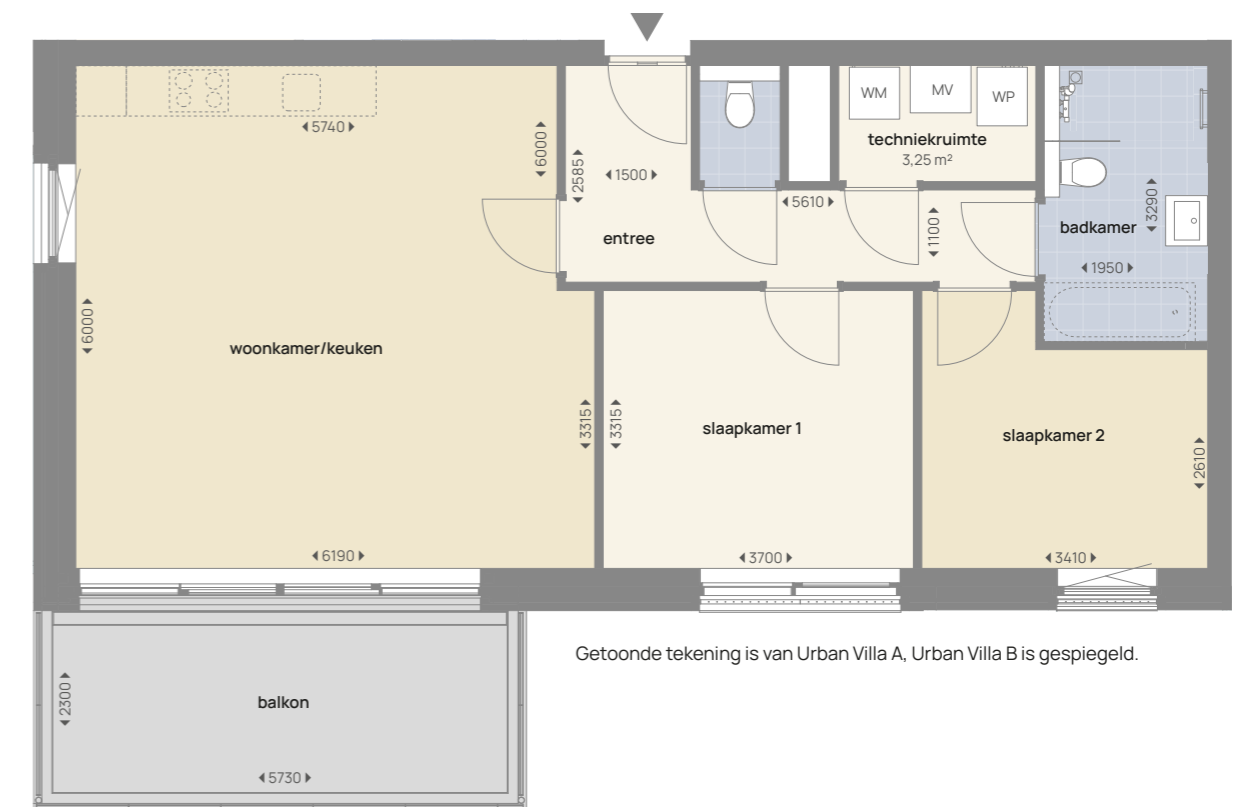 WM
MV
WP
techniekruimte
3,25 m²
5740
6000
2585
1500
5610
1100
3290
entree
badkamer
1950
6000
woonkamer/keuken
3315
3315
slaapkamer 1
slaapkamer 2
2610
6190
3700
3410
Getoonde tekening is van Urban Villa A, Urban Villa B is gespiegeld.
2300
balkon
5730